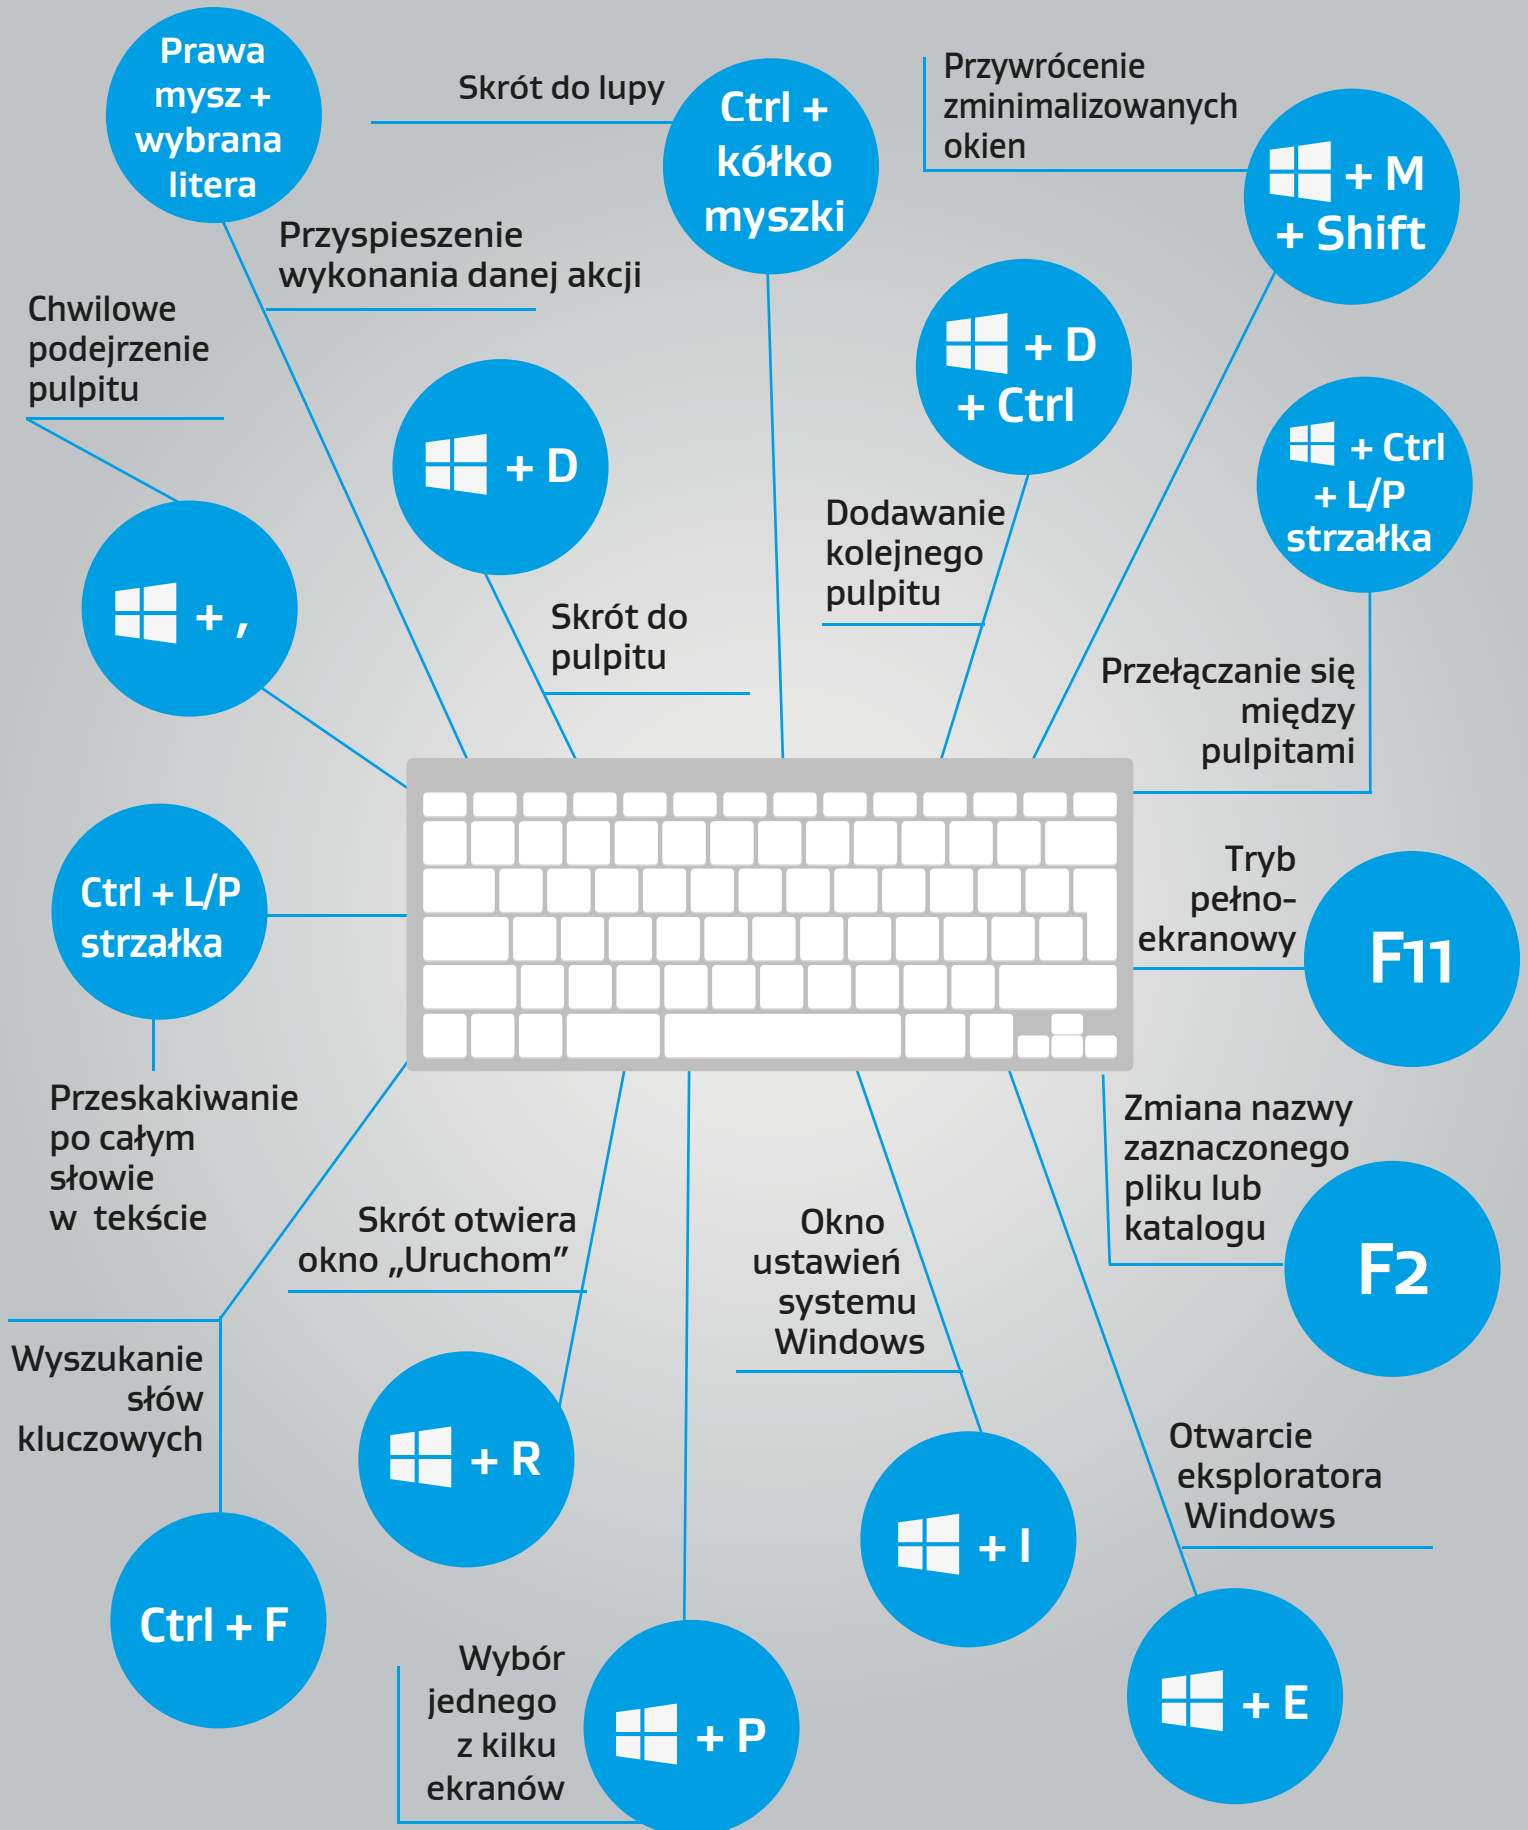 Prawa
mysz +
wybrana
litera
Przyspieszenie
wykonania danej akcji
Skrót do lupy
Ctrl +
kółko
myszki
Przywrócenie
zminimalizowanych
okien
+ M
+ Shift
Chwilowe
podejrzenie
pulpitu
+ ,
+ D
Skrót do
pulpitu
+ D
+ Ctrl
Dodawanie
kolejnego
pulpitu
+ Ctrl
+ L/P
strzałka
Przełączanie się
między
pulpitami
Ctrl + L/P
strzałka
Przeskakiwanie
po całym
słowie
w tekście
Tryb
pełno-
ekranowy
F11
Zmiana nazwy
zaznaczonego
pliku lub
katalogu
F2
Wyszukanie
słów
kluczowych
Ctrl + F
Skrót otwiera
okno „Uruchom”
+ R
Okno
ustawień
systemu
Windows
+ I
Otwarcie
eksploratora
Windows
+ E
Wybór
jednego
z kilku
ekranów
+ P